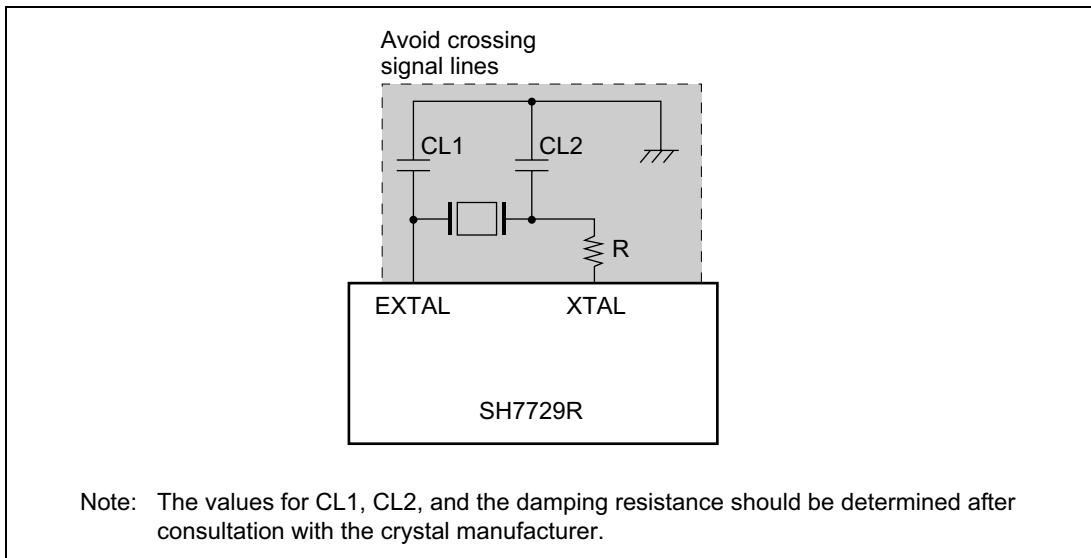 Avoid crossing
signal lines
CL1
CL2
R
EXTAL
XTAL
SH7729R
Note: The values for CL1, CL2, and the damping resistance should be determined after
consultation with the crystal manufacturer.